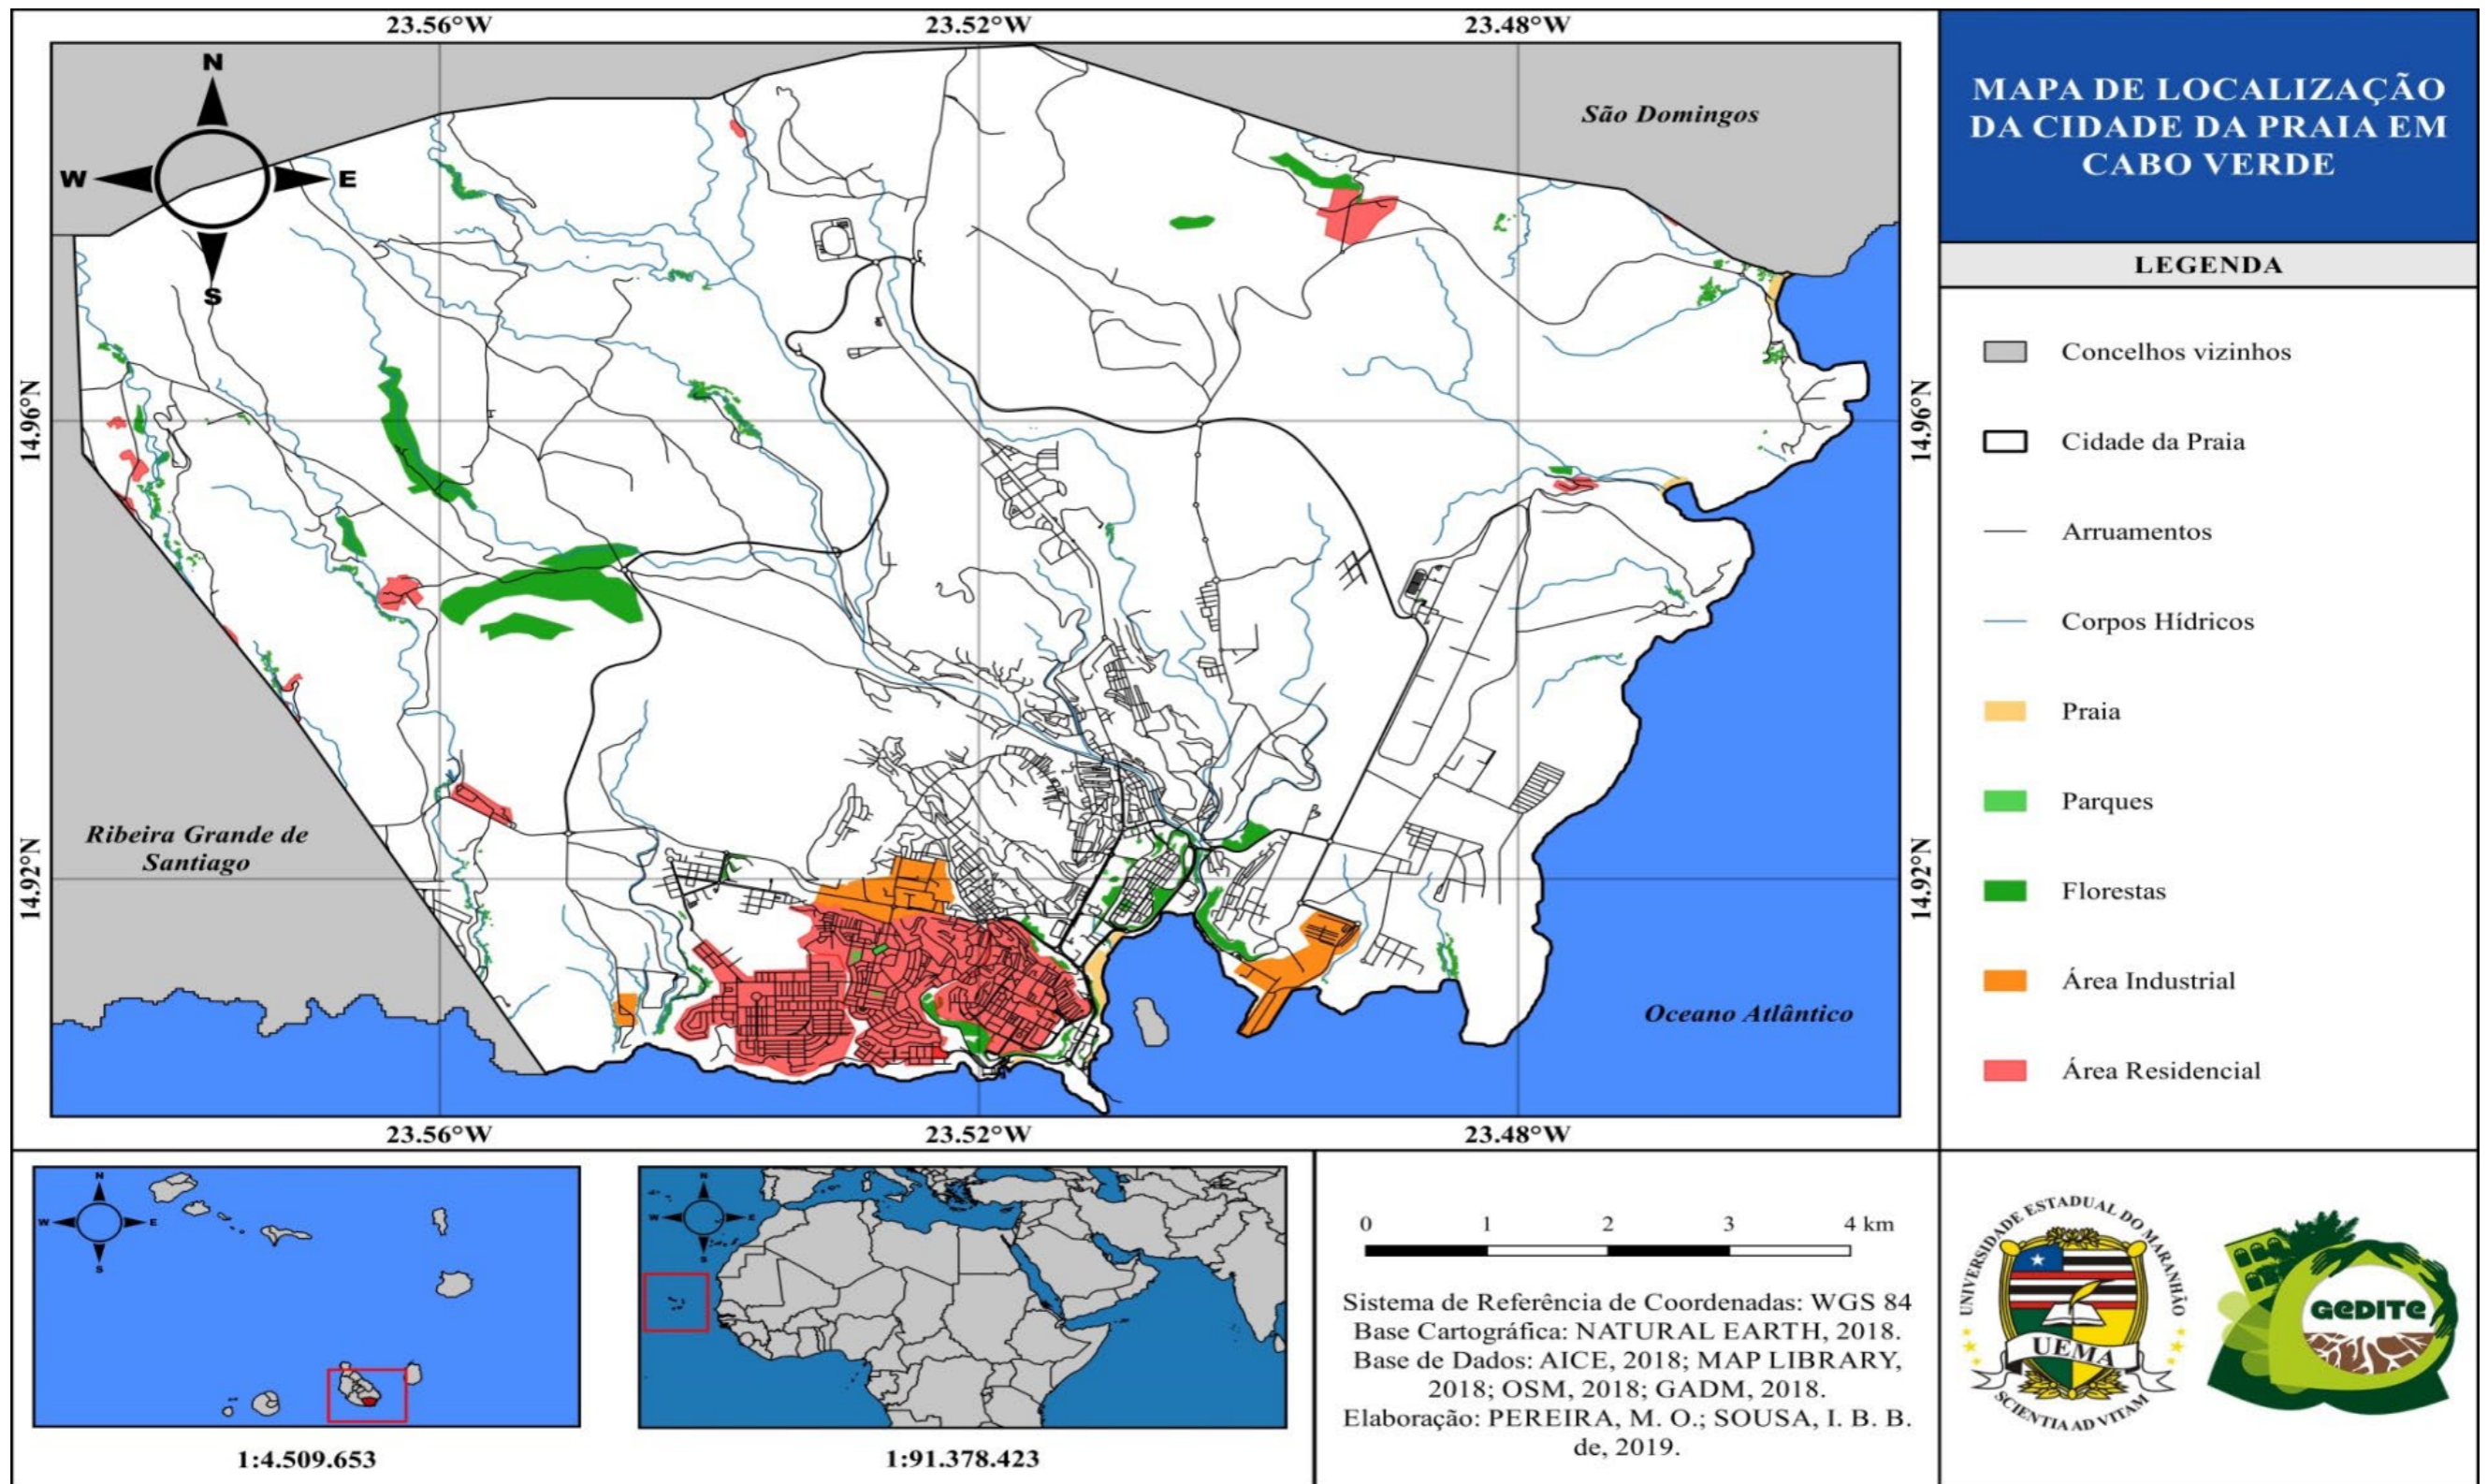 23.56°W 23.52°W 23.48°W
N
W E
S
São Domingos
14.96°N 14.96°N
Ribeira Grande de
Santiago
14.92°N 14.92°N
Oceano Atlântico
23.56°W 23.52°W 23.48°W
MAPA DE LOCALIZAÇÃO
DA CIDADE DA PRAIA EM
CABO VERDE
LEGENDA
Concelhos vizinhos
Cidade da Praia
Arruamentos
Corpos Hídricos
Praia
Parques
Florestas
Área Industrial
Área Residencial
N
W E
S
1:4.509.653
N
W E
S
1:91.378.423
0 1 2 3 4 km
Sistema de Referência de Coordenadas: WGS 84
Base Cartográfica: NATURAL EARTH, 2018.
Base de Dados: AICE, 2018; MAP LIBRARY,
2018; OSM, 2018; GADM, 2018.
Elaboração: PEREIRA, M. O.; SOUSA, I. B. B.
de, 2019.
UNIVERSIDADE ESTADUAL DO MARANHÃO
UEMA
SCIENTIA AD VITAM
GEDITE